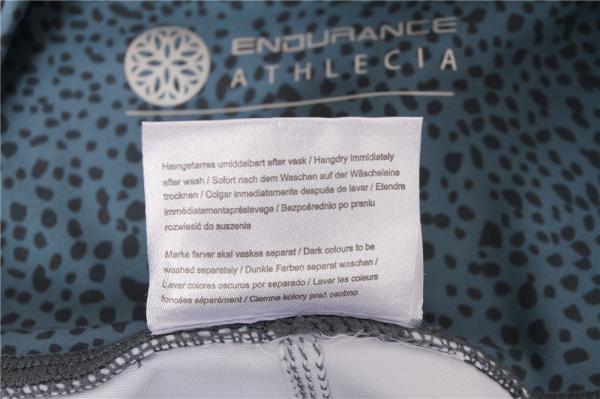 ENDURANCE
ATHLECIA
Hængetørres umiddelbart efter vask / Hangdry immidiately
after wash / Sofort nach dem Waschen auf der Wäscheleine
trocknen / Colgar inmediatamente después de lavar / Etendre
immédiatementaprèslavege / Bezpośrednio po praniu
rozwiesić do suszenia
Mørke farver skal vaskes separat / Dark colours to be
washed separately / Dunkle Farben separat waschen /
Lavar colores oscuros por separado / Laver les colours
foncées séparément / Ciemne kolory prać osobno